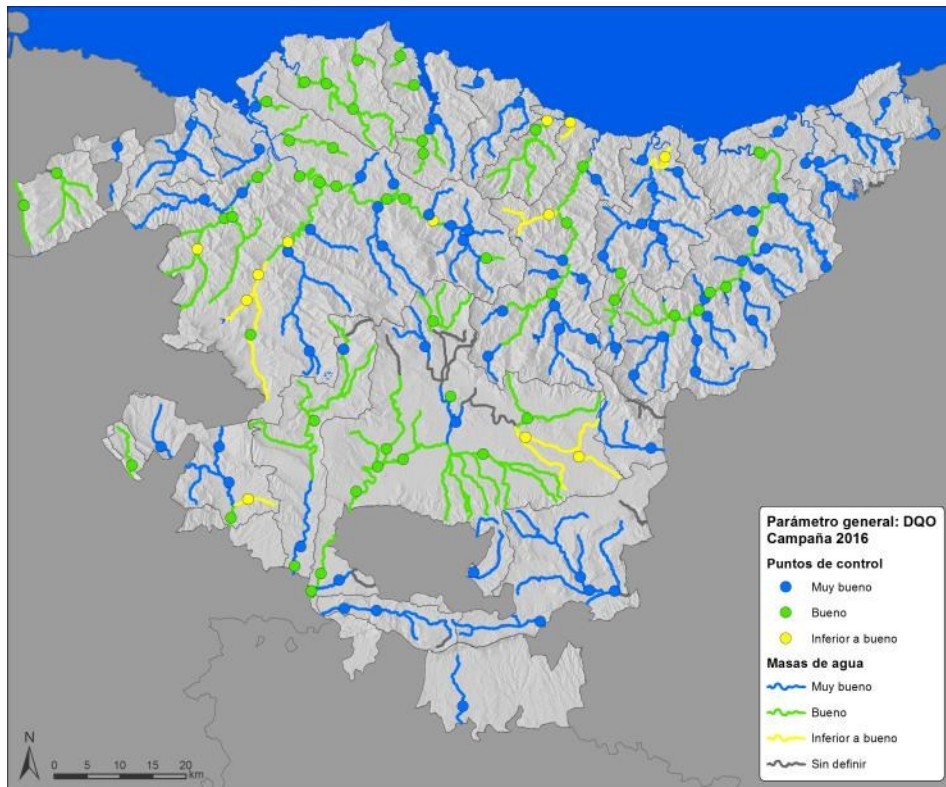 Parámetro general: DQO
Campaña 2016
Puntos de control
Muy bueno
Bueno
Inferior a bueno
Masas de agua
Muy bueno
Bueno
Inferior a bueno
Sin definir
N
0 5 10 15 20
km